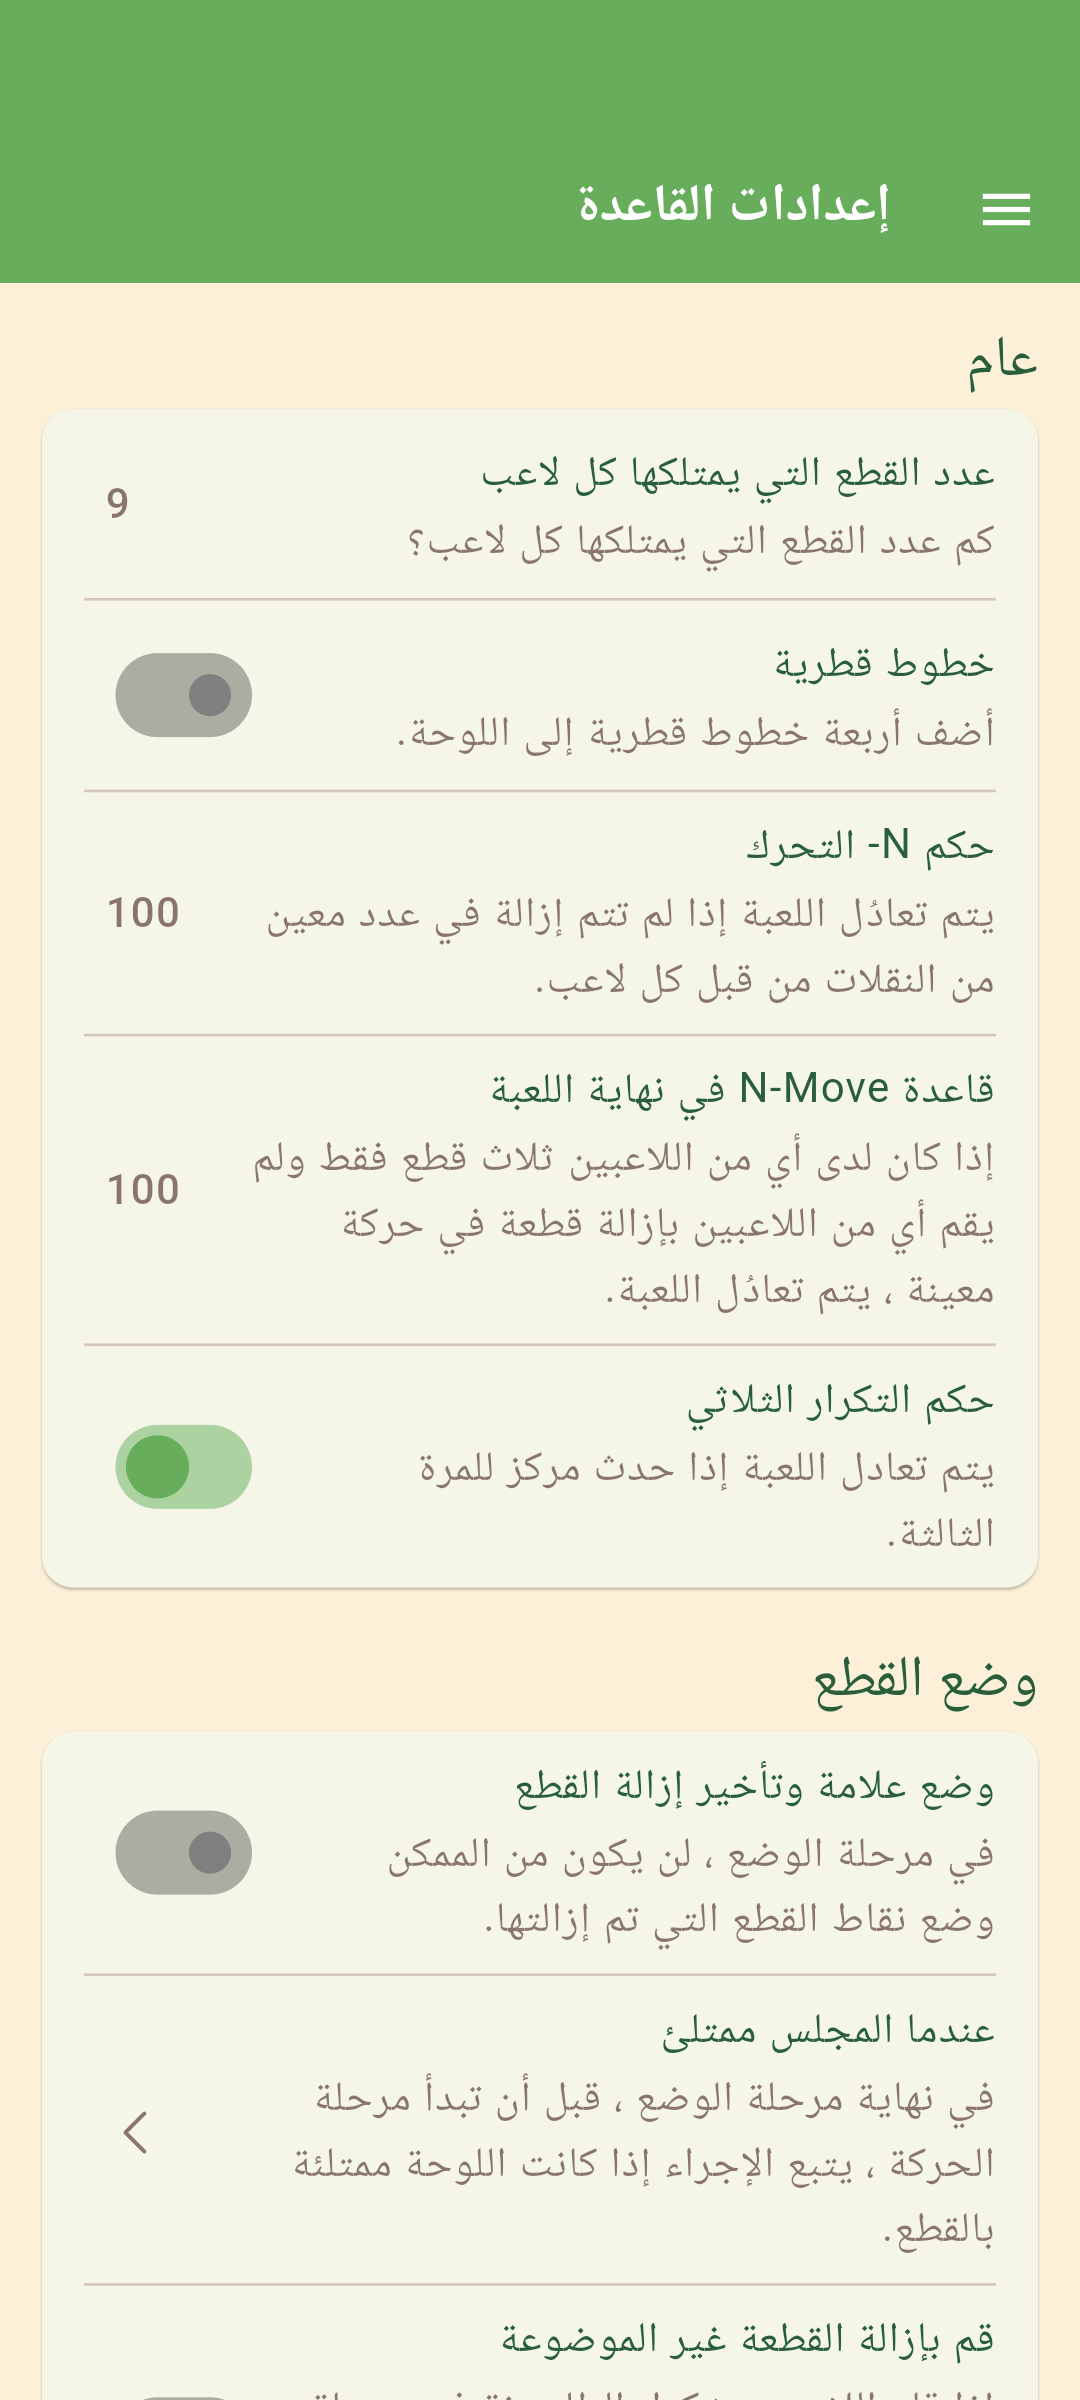 إعدادات القاعدة
عام
عدد القطع التي يمتلكها كل لاعب
كم عدد القطع التي يمتلكها كل لاعب؟
9
خطوط قطرية
أضف أربعة خطوط قطرية إلى اللوحة.
حكم N- التحرك
يتم تعادُل اللعبة إذا لم تتم إزالة في عدد معين
من النقلات من قبل كل لاعب.
100
قاعدة N-Move في نهاية اللعبة
إذا كان لدى أي من اللاعبين ثلاث قطع فقط ولم
يقم أي من اللاعبين بإزالة قطعة في حركة
معينة ، يتم تعادُل اللعبة.
100
حكم التكرار الثلاثي
يتم تعادل اللعبة إذا حدث مركز للمرة
الثالثة.
وضع القطع
وضع علامة وتأخير إزالة القطع
في مرحلة الوضع ، لن يكون من الممكن
وضع نقاط القطع التي تم إزالتها.
عندما المجلس ممتلئ
في نهاية مرحلة الوضع ، قبل أن تبدأ مرحلة
الحركة ، يتبع الإجراء إذا كانت اللوحة ممتلئة
بالقطع.
قم بإزالة القطعة غير الموضوعة